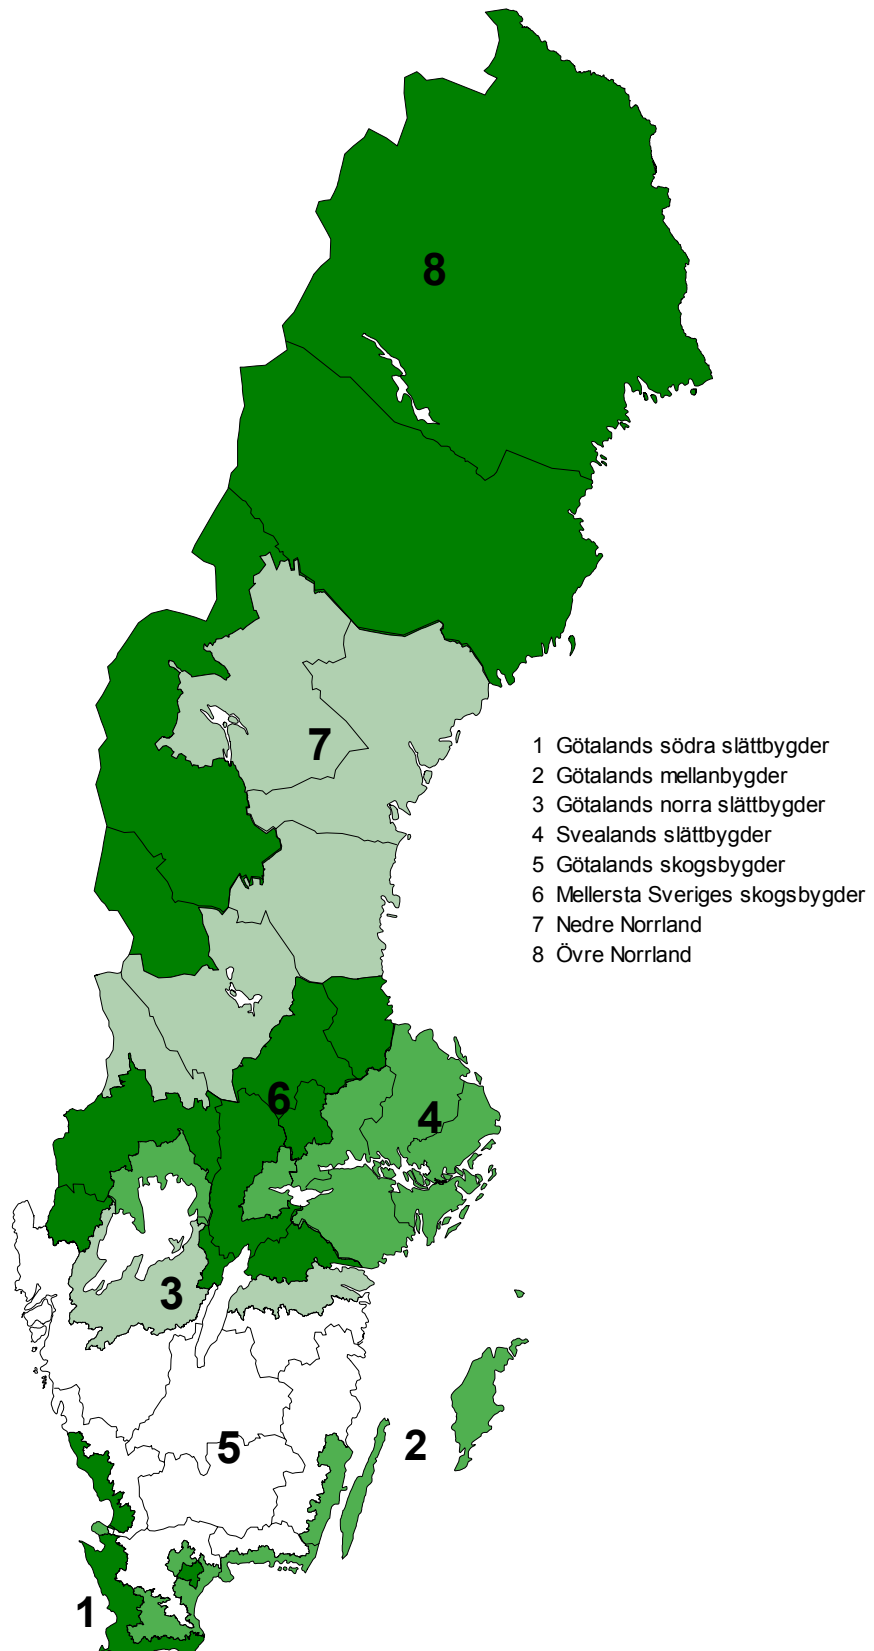 8
7
1 Götalands södra slättbygder
2 Götalands mellanbygder
3 Götalands norra slättbygder
4 Svealands slättbygder
5 Götalands skogsbygder
6 Mellersta Sveriges skogsbygder
7 Nedre Norrland
8 Övre Norrland
6
4
3
2
5
1